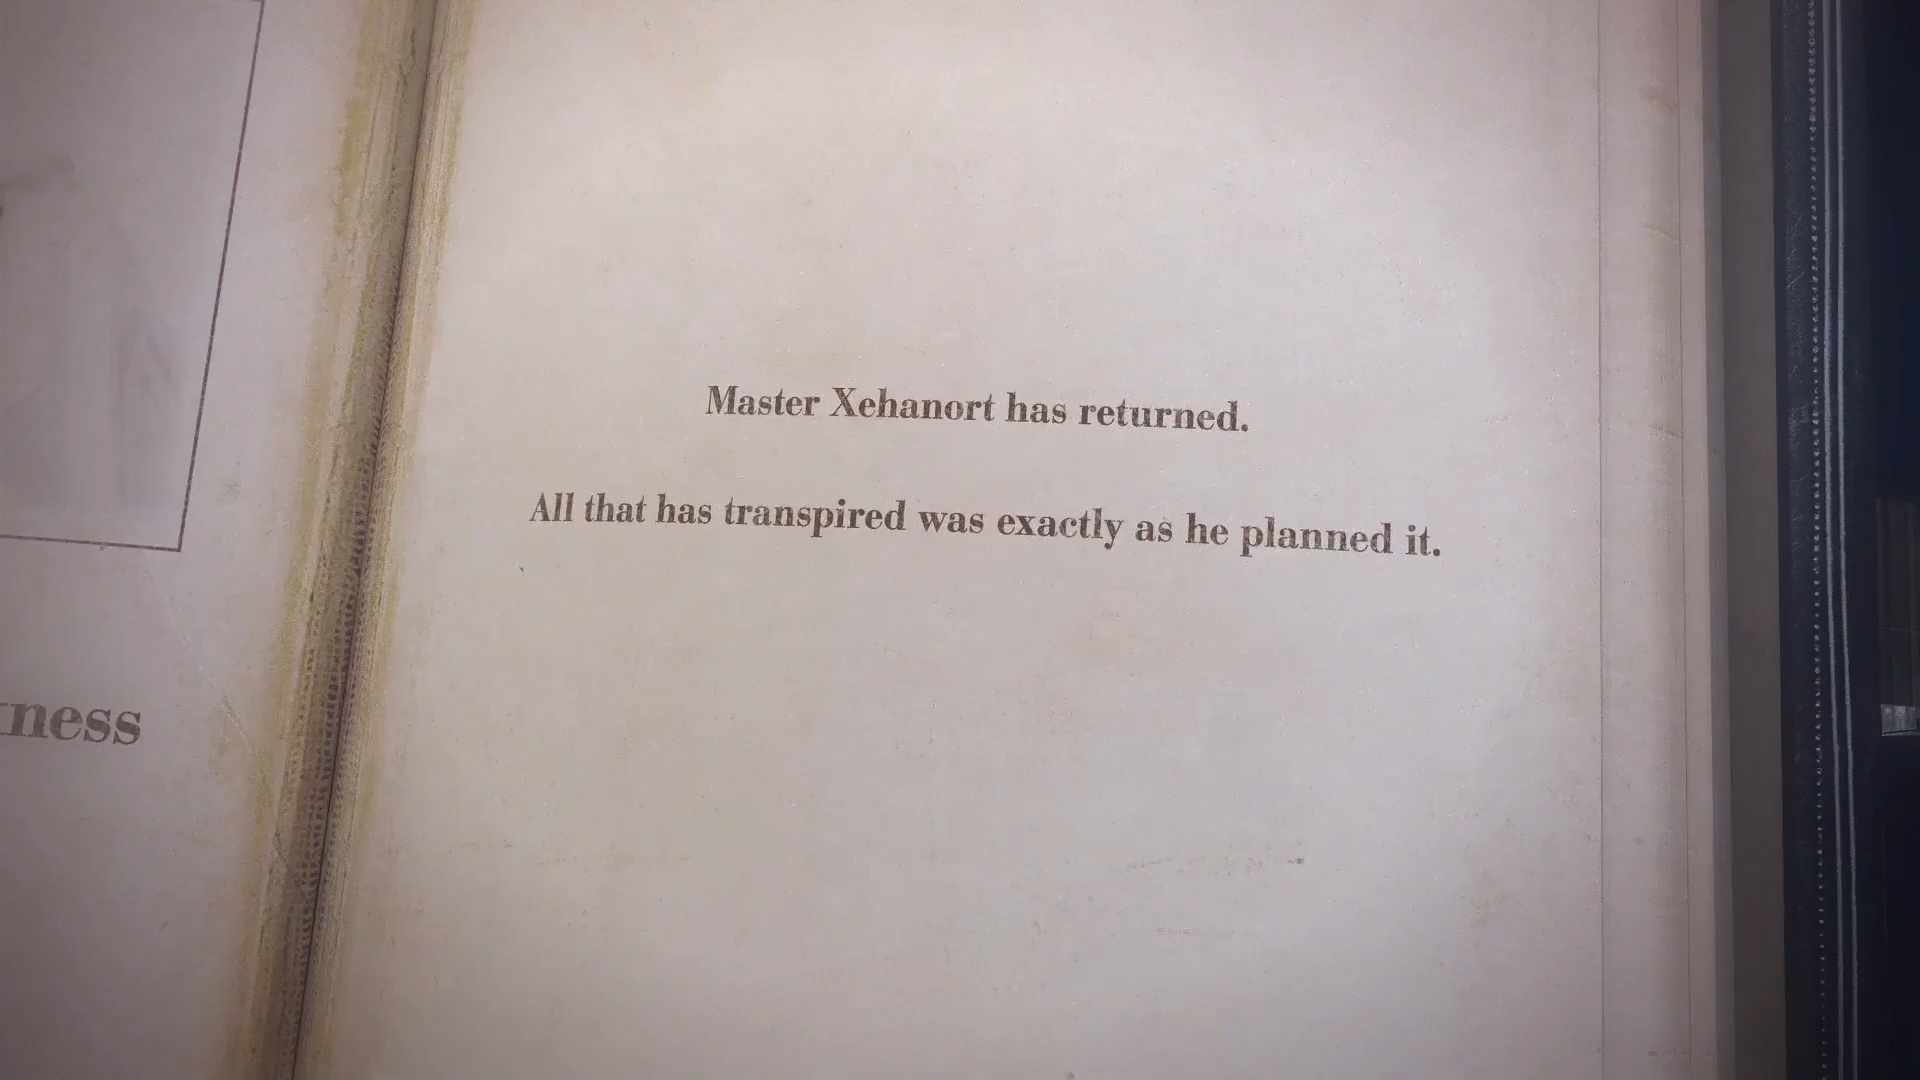 ness
Master Xehanort has returned.
All that has transpired was exactly as he planned it.